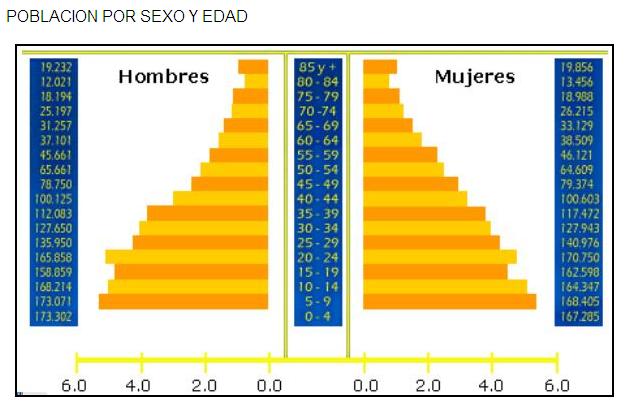 POBLACION POR SEXO Y EDAD
Hombres
Mujeres
19.232 85 y + 19.856
12.021 80 - 84 13.456
18.194 75 - 79 18.988
25.197 70 -74 26.215
31.257 65 - 69 33.129
37.101 60 - 64 38.509
45.661 55 - 59 46.121
65.661 50 - 54 64.609
78.750 45 - 49 79.374
100.125 40 - 44 100.603
112.083 35 - 39 117.472
127.650 30 - 34 127.943
135.950 25 - 29 140.976
165.858 20 - 24 170.750
158.859 15 - 19 162.598
168.214 10 - 14 164.347
173.071 5 - 9 168.405
173.302 0 - 4 167.285
6.0 4.0 2.0 0.0 0.0 2.0 4.0 6.0